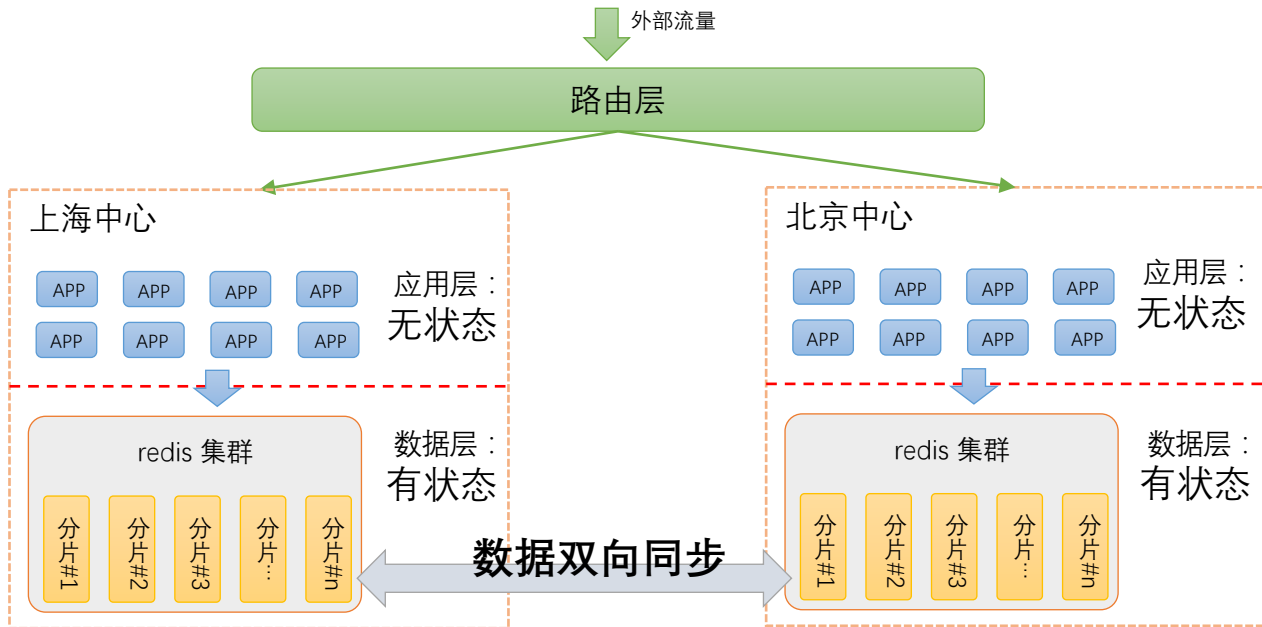 外部流量
路由层
上海中心
APP APP APP APP
应用层：
无状态
APP APP APP APP
redis 集群
数据层：
有状态
分片#1
分片#2
分片#3
分片…
分片#n
数据双向同步
北京中心
APP APP APP APP
应用层：
无状态
APP APP APP APP
redis 集群
数据层：
有状态
分片#1
分片#2
分片#3
分片…
分片#n